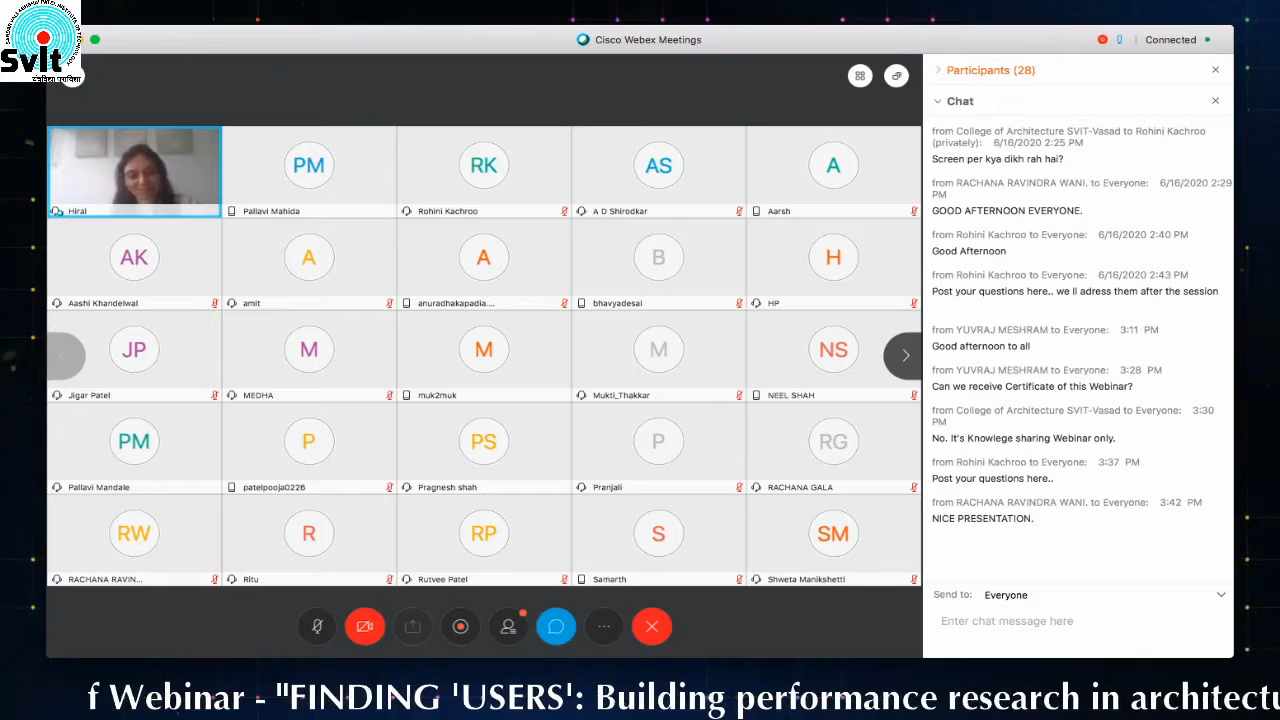 SARDAR VALLABHBHAI PATEL INSTITUTE OF TECHNOLOGY
SVIT
Cisco Webex Meetings
Connected
Participants (28)
Chat
Hiral
PM
Pallavi Mahida
RK
Rohini Kachroo
AS
A D Shirodkar
A
Aarsh
AK
Aashi Khandelwal
A
amit
A
anuradhakapadia....
B
bhavyadesai
H
HP
JP
Jigar Patel
M
MEDHA
M
muk2muk
M
Mukti_Thakkar
NS
NEEL SHAH
PM
Pallavi Mandale
P
patelpooja0226
PS
Pragnesh shah
P
Pranjali
RG
RACHANA GALA
RW
RACHANA RAVIN...
R
Ritu
RP
Rutvee Patel
S
Samarth
SM
Shweta Manikshetti
from College of Architecture SVIT-Vasad to Rohini Kachroo
(privately): 6/16/2020 2:25 PM
Screen per kya dikh rah hai?
from RACHANA RAVINDRA WANI. to Everyone: 6/16/2020 2:29
PM
GOOD AFTERNOON EVERYONE.
from Rohini Kachroo to Everyone: 6/16/2020 2:40 PM
Good Afternoon
from Rohini Kachroo to Everyone: 6/16/2020 2:43 PM
Post your questions here.. we ll adress them after the session
from YUVRAJ MESHRAM to Everyone: 3:11 PM
Good afternoon to all
from YUVRAJ MESHRAM to Everyone: 3:28 PM
Can we receive Certificate of this Webinar?
from College of Architecture SVIT-Vasad to Everyone: 3:30
PM
No. It's Knowlege sharing Webinar only.
from Rohini Kachroo to Everyone: 3:37 PM
Post your questions here..
from RACHANA RAVINDRA WANI. to Everyone: 3:42 PM
NICE PRESENTATION.
Send to: Everyone
Enter chat message here
f Webinar - "FINDING 'USERS': Building performance research in architectu